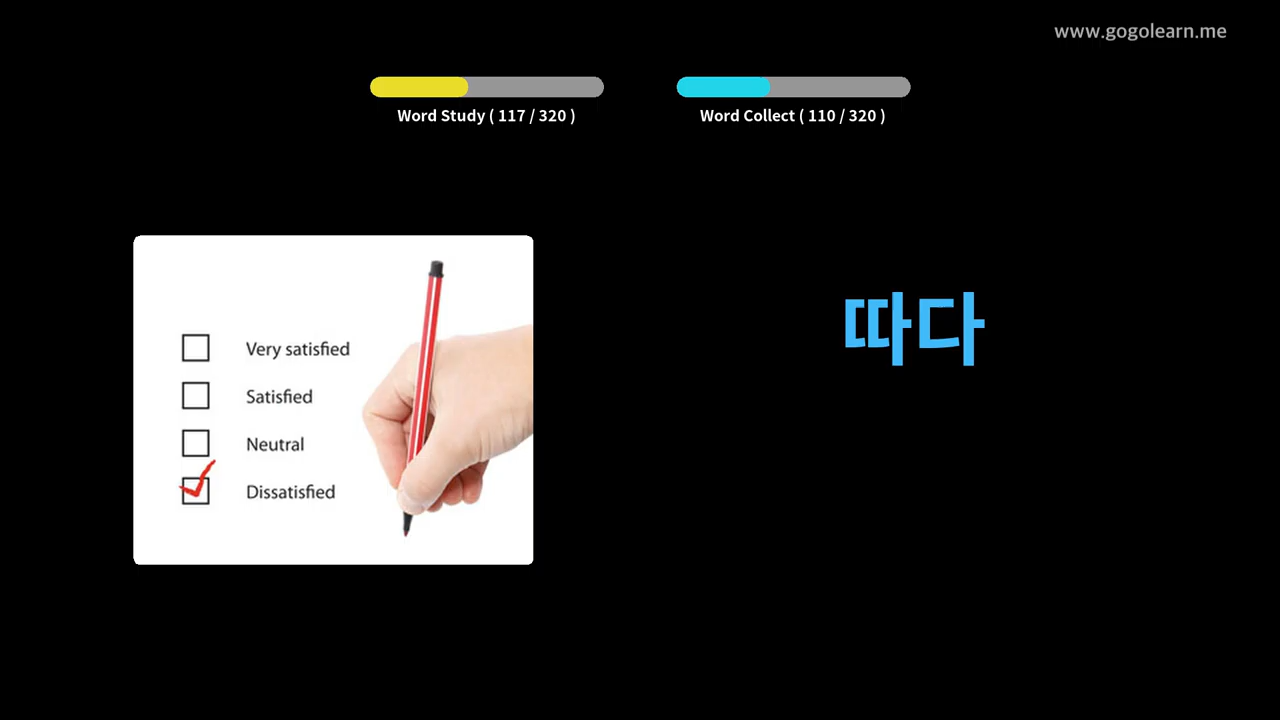 www.gogolearn.me
Word Study ( 117 / 320 )
Word Collect ( 110 / 320 )
Very satisfied
Satisfied
Neutral
Dissatisfied
따다